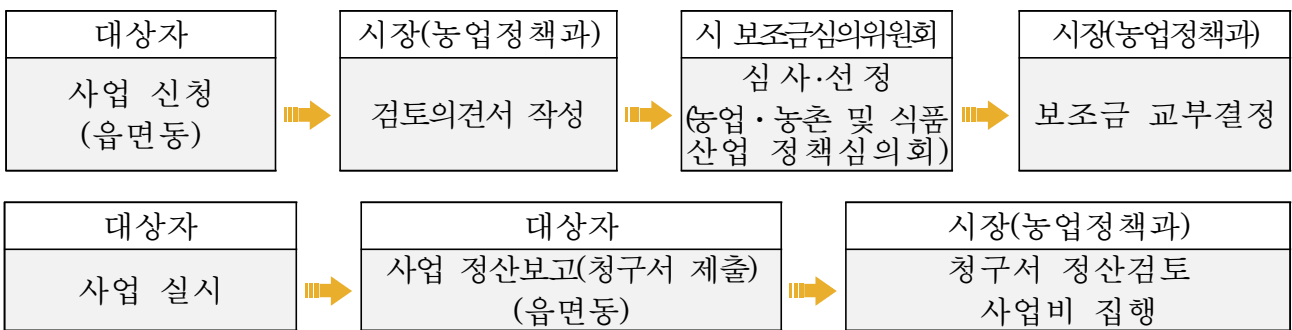 대상자
사업 신청
(읍면동)
시장(농업정책과)
검토의견서 작성
시 보조금심의위원회
심사·선정
(농업·농촌 및 식품
산업 정책심의회)
시장(농업정책과)
보조금 교부결정
대상자
사업 실시
대상자
사업 정산보고(청구서 제출)
(읍면동)
시장(농업정책과)
청구서 정산검토
사업비 집행